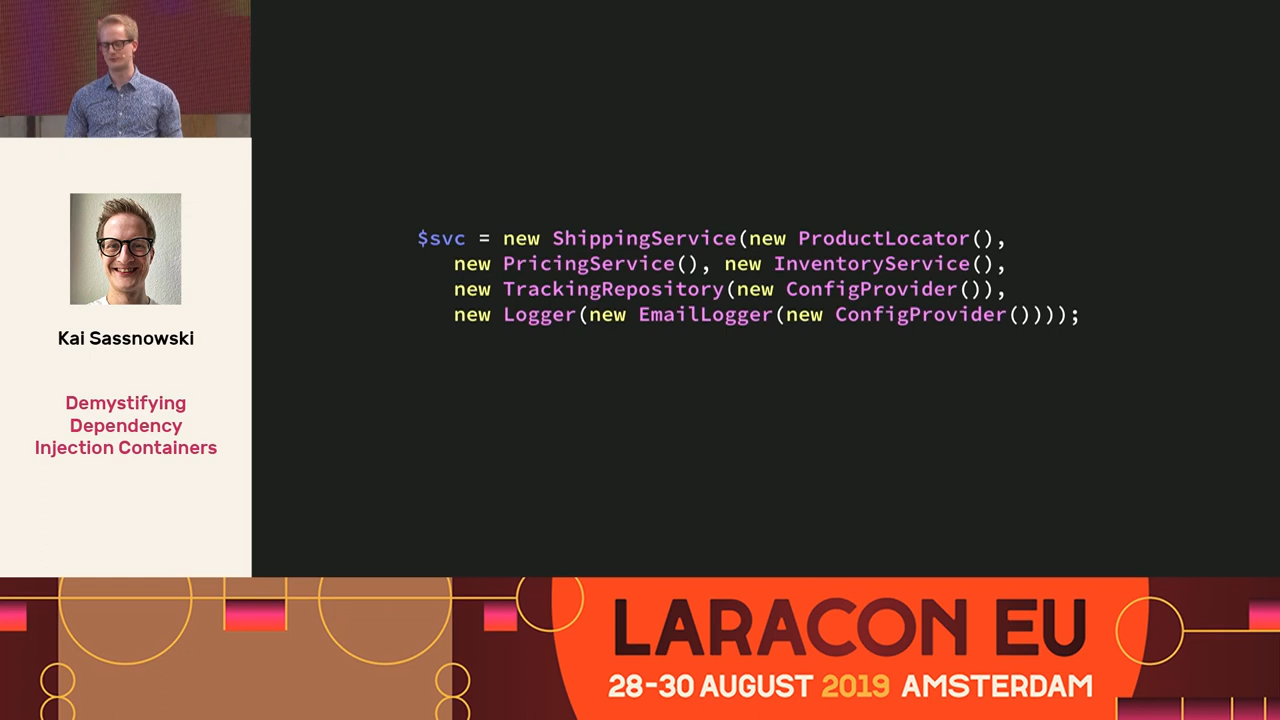 Kai Sassnowski
Demystifying
Dependency
Injection Containers
$svc = new ShippingService(new ProductLocator(),
new PricingService(), new InventoryService(),
new TrackingRepository(new ConfigProvider()),
new Logger(new EmailLogger(new ConfigProvider())));
LARACON EU
28-30 AUGUST 2019 AMSTERDAM